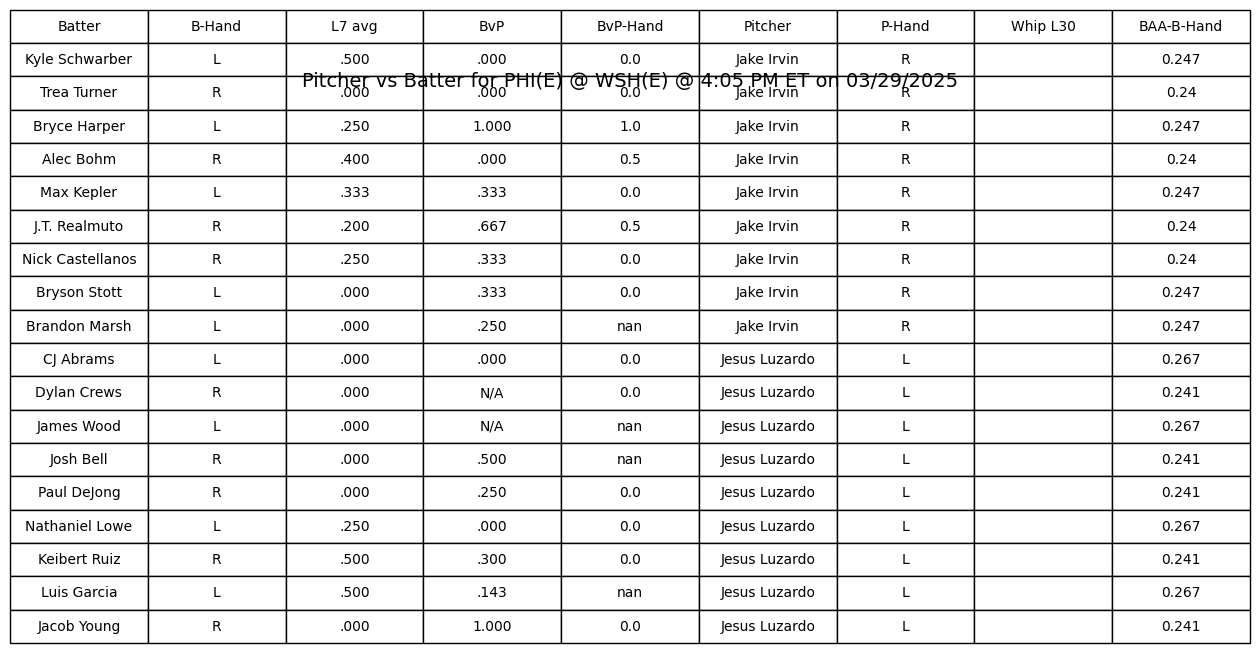 Batter B-Hand L7 avg BvP BvP-Hand Pitcher P-Hand Whip L30 BAA-B-Hand
Kyle Schwarber L .500 .000 0.0 Jake Irvin R 0.247
Pitcher vs Batter for PHI(E) @ WSH(E) @ 4:05 PM ET on 03/29/2025
Trea Turner R .000 .000 0.0 Jake Irvin R 0.24
Bryce Harper L .250 1.000 1.0 Jake Irvin R 0.247
Alec Bohm R .400 .000 0.5 Jake Irvin R 0.24
Max Kepler L .333 .333 0.0 Jake Irvin R 0.247
J.T. Realmuto R .200 .667 0.5 Jake Irvin R 0.24
Nick Castellanos R .250 .333 0.0 Jake Irvin R 0.24
Bryson Stott L .000 .333 0.0 Jake Irvin R 0.247
Brandon Marsh L .000 .250 nan Jake Irvin R 0.247
CJ Abrams L .000 .000 0.0 Jesus Luzardo L 0.267
Dylan Crews R .000 N/A 0.0 Jesus Luzardo L 0.241
James Wood L .000 N/A nan Jesus Luzardo L 0.267
Josh Bell R .000 .500 nan Jesus Luzardo L 0.241
Paul DeJong R .000 .250 0.0 Jesus Luzardo L 0.241
Nathaniel Lowe L .250 .000 0.0 Jesus Luzardo L 0.267
Keibert Ruiz R .500 .300 0.0 Jesus Luzardo L 0.241
Luis Garcia L .500 .143 nan Jesus Luzardo L 0.267
Jacob Young R .000 1.000 0.0 Jesus Luzardo L 0.241